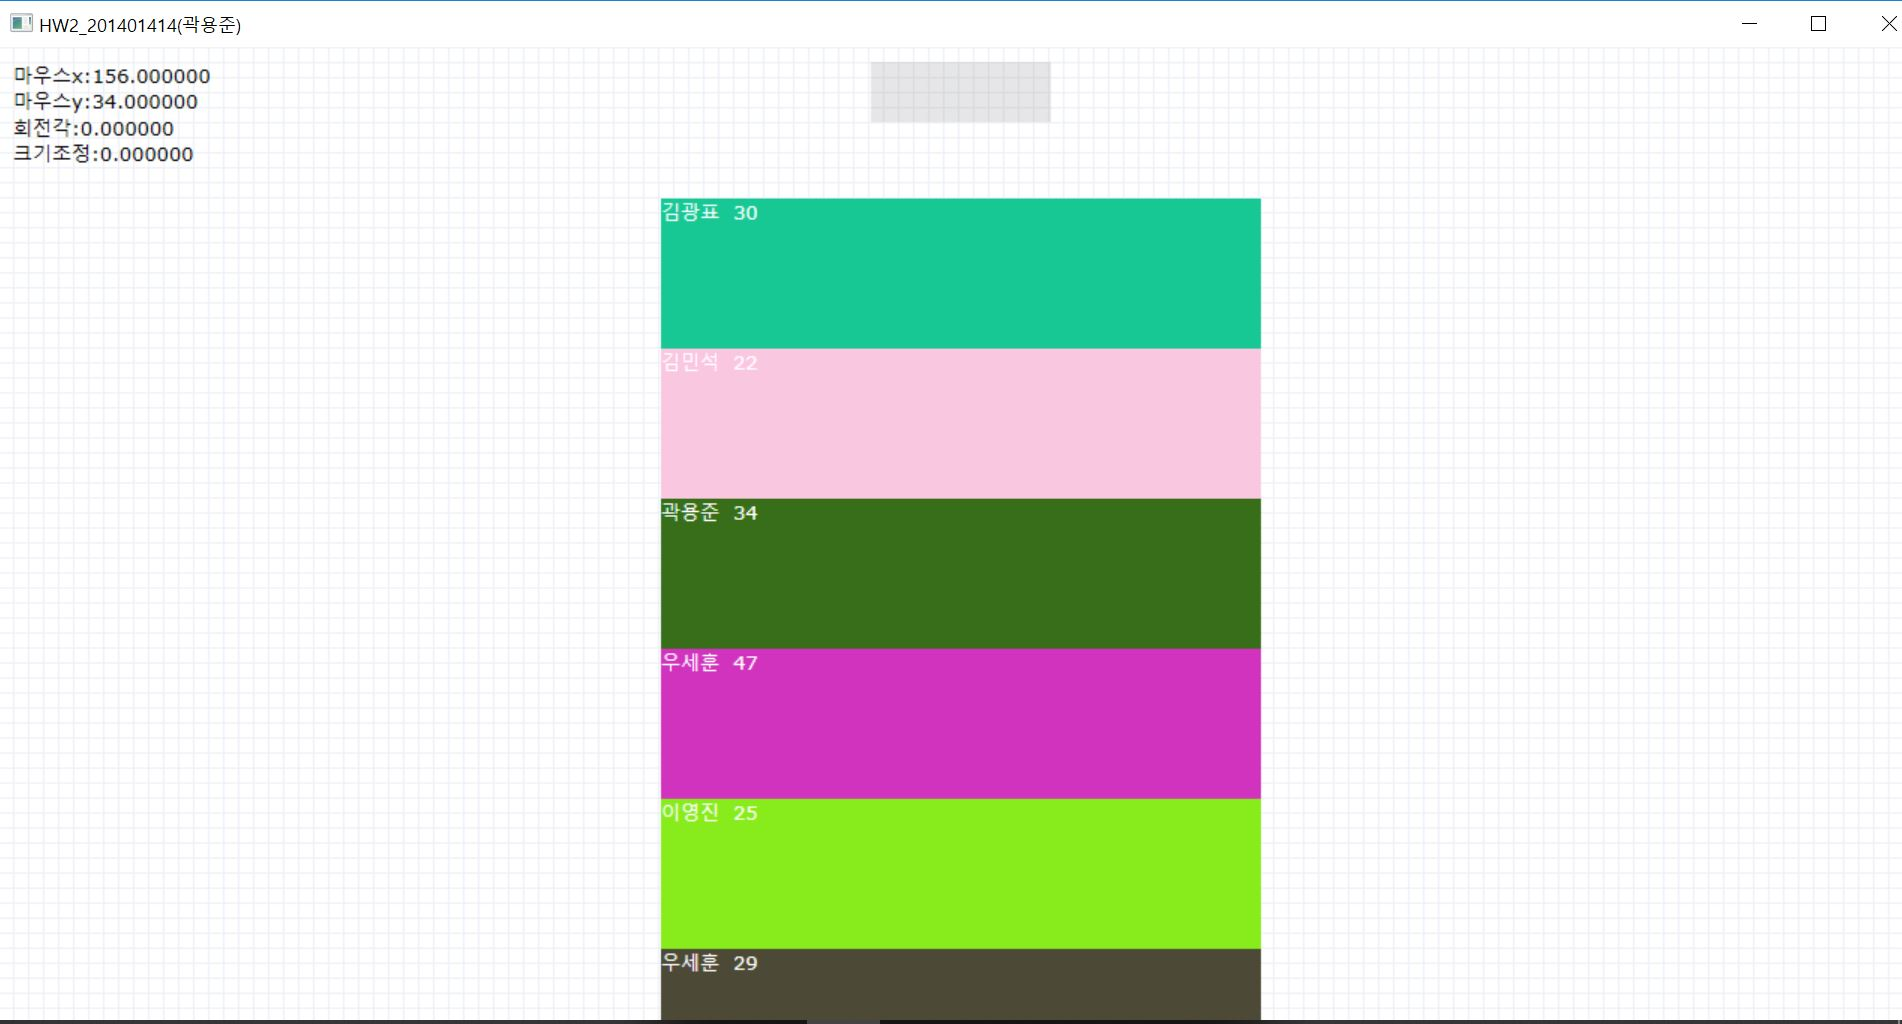 HW2_201401414(곽용준)
마우스x:156.000000
마우스y:34.000000
회전각:0.000000
크기조정:0.000000
김광표 30
김민석 22
곽용준 34
우세훈 47
이영진 25
우세훈 29